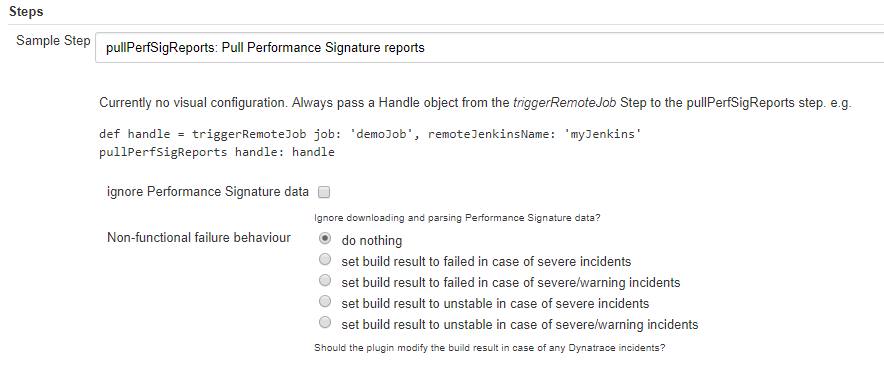 Steps
Sample Step
pullPerfSigReports: Pull Performance Signature reports
Currently no visual configuration. Always pass a Handle object from the triggerRemoteJob Step to the pullPerfSigReports step. e.g.
def handle = triggerRemoteJob job: 'demoJob', remoteJenkinsName: 'myJenkins'
pullPerfSigReports handle: handle
ignore Performance Signature data
Ignore downloading and parsing Performance Signature data?
Non-functional failure behaviour
do nothing
set build result to failed in case of severe incidents
set build result to failed in case of severe/warning incidents
set build result to unstable in case of severe incidents
set build result to unstable in case of severe/warning incidents
Should the plugin modify the build result in case of any Dynatrace incidents?